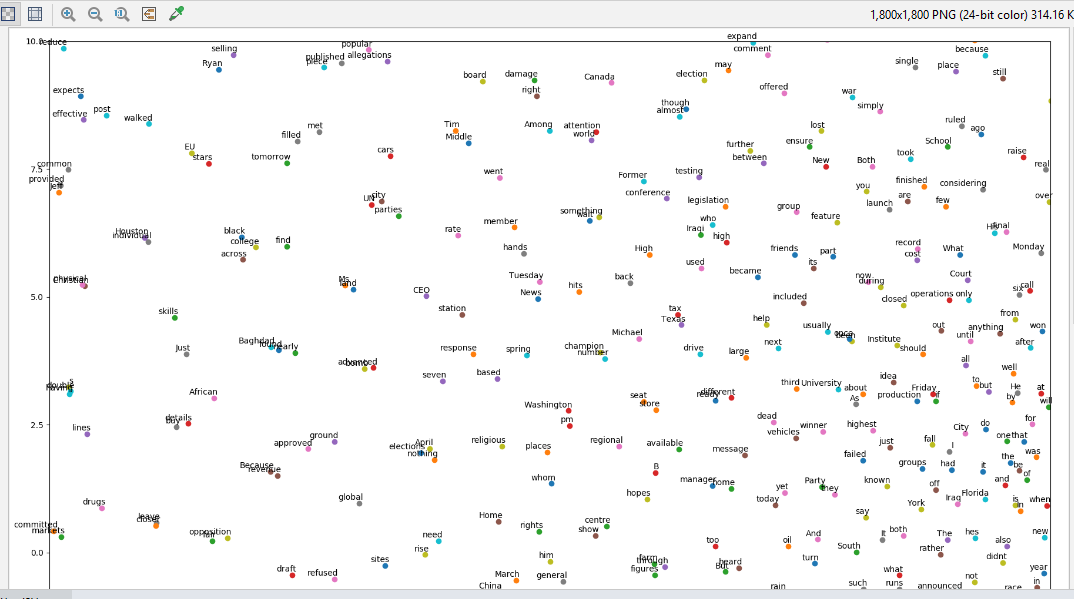 1,800x1,800 PNG (24-bit color) 314.16 K
expand
10.0 reduce
selling
popular
comment
because
published
allegations
piece
Ryan
may
single
place
still
board
damage
Canada
election
right
offered
expects
war
though
simply
effective
post
almost
walked
Tim
Among
attention
lost
ruled
met
ago
world
Middle
filled
ensure
School
EU
further
stars
tomorrow
cars
between
took
raise
common
New
Both
real
7.5
provided
Jeff
went
Former
testing
finished
considering
conference
you
are
over
UN
city
legislation
launch
few
parties
something
wait
group
member
who
feature
rate
Iraqi
Houston
individual
black
high
final
college
find
record
across
hands
High
friends
part
cost
What
Monday
used
its
physical
Christian
Ms
land
Tuesday
back
became
now
during
Court
six
call
5.0
CEO
News
hits
included
closed
operations
only
station
tax
skills
Texas
help
from
usually
out
anything
won
Baghdad
found
early
Michael
once
been
until
Just
response
spring
champion
number
drive
large
next
Institute
should
after
advanced
all
well
seven
based
idea
double
having
third
University
about
to
but
He
at
African
seat
store
different
ready
As
production
Friday
if
by
will
Washington
2.5
lines
details
buy
pm
dead
for
vehicles
winner
highest
City
do
approved
ground
elections
April
nothing
religious
places
regional
available
message
just
fall
I
one
that
Because
revenue
failed
groups
had
it
the
be
was
of
B
whom
manager
home
Party
they
known
off
and
global
hopes
yet
today
York
Iraq
Florida
is
in
when
drugs
committed
markets
leave
close
Home
centre
show
rights
say
opposition
fair
need
too
oil
And
it
both
The
hes
also
new
0.0
rise
him
farm
through
figures
heard
But
turn
South
rather
didnt
sites
draft
refused
March
general
what
year
China
rain
such
runs
announced
not
race
in